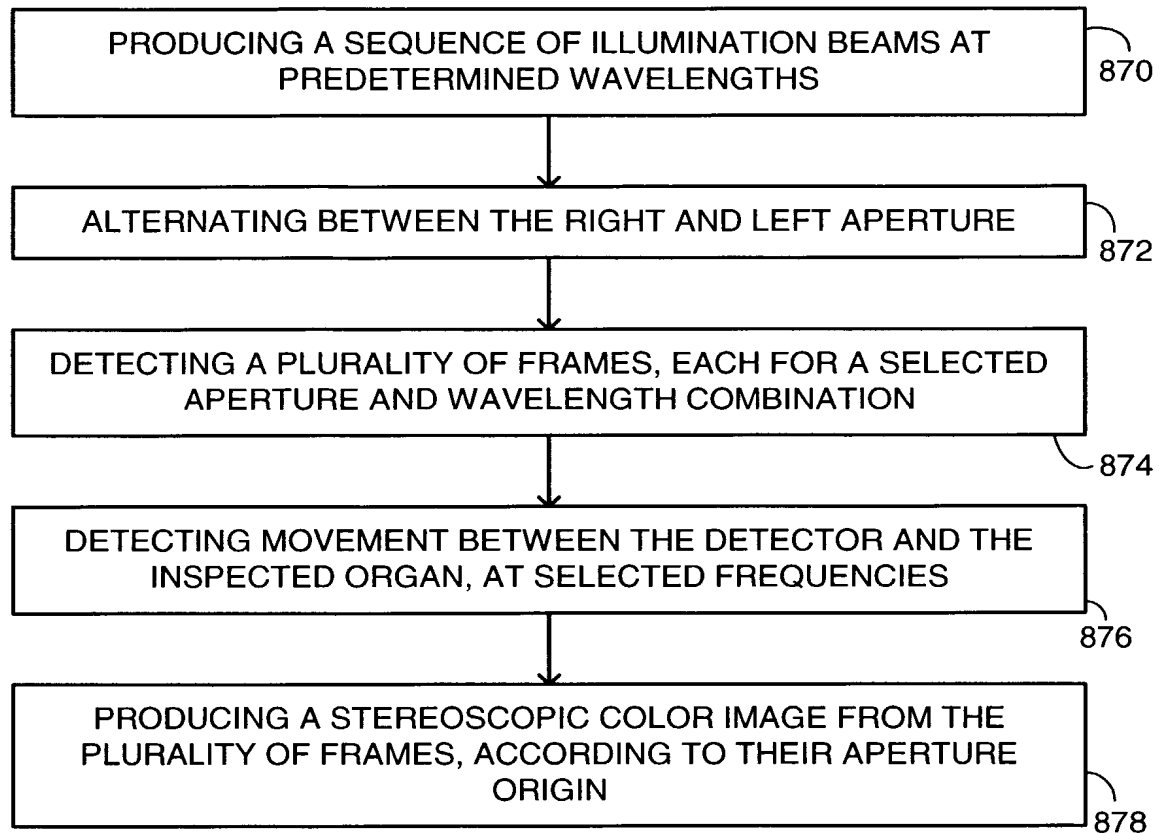 PRODUCING A SEQUENCE OF ILLUMINATION BEAMS AT
PREDETERMINED WAVELENGTHS
870
ALTERNATING BETWEEN THE RIGHT AND LEFT APERTURE
872
DETECTING A PLURALITY OF FRAMES, EACH FOR A SELECTED
APERTURE AND WAVELENGTH COMBINATION
874
DETECTING MOVEMENT BETWEEN THE DETECTOR AND THE
INSPECTED ORGAN, AT SELECTED FREQUENCIES
876
PRODUCING A STEREOSCOPIC COLOR IMAGE FROM THE
PLURALITY OF FRAMES, ACCORDING TO THEIR APERTURE
ORIGIN
878